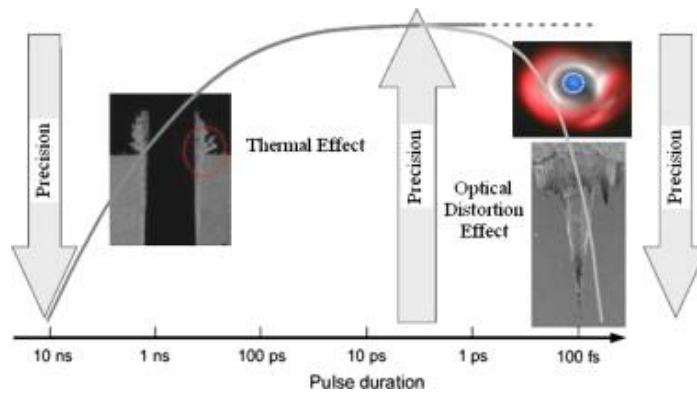 Precision
Thermal Effect
Precision
Optical
Distortion
Effect
Precision
10 ns
1 ns
100 ps
10 ps
1 ps
100 fs
Pulse duration